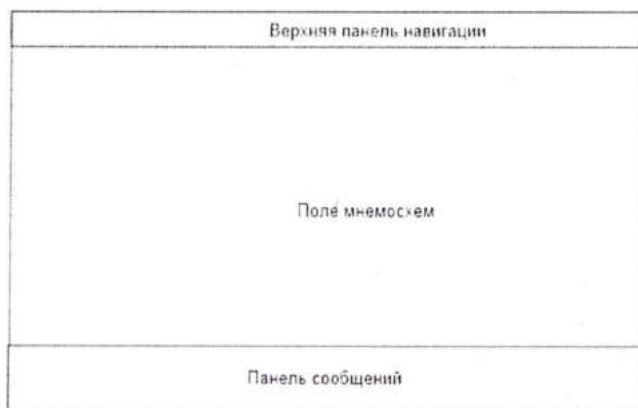 Верхняя панель навигации
Поле мнемосхем
Панель сообщений